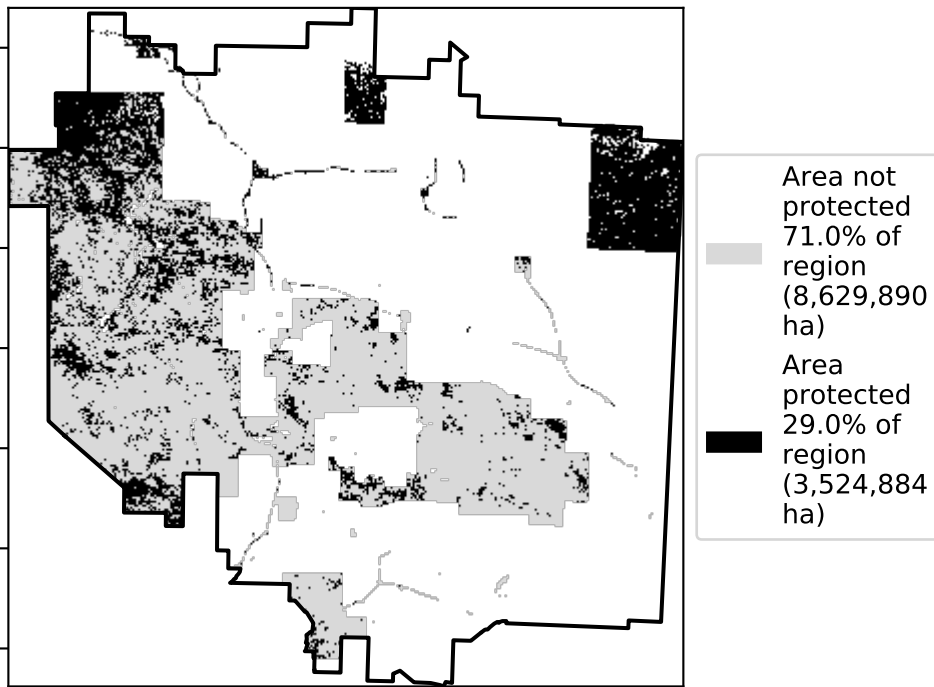 Area not
protected
71.0% of
region
(8,629,890
ha)
Area
protected
29.0% of
region
(3,524,884
ha)